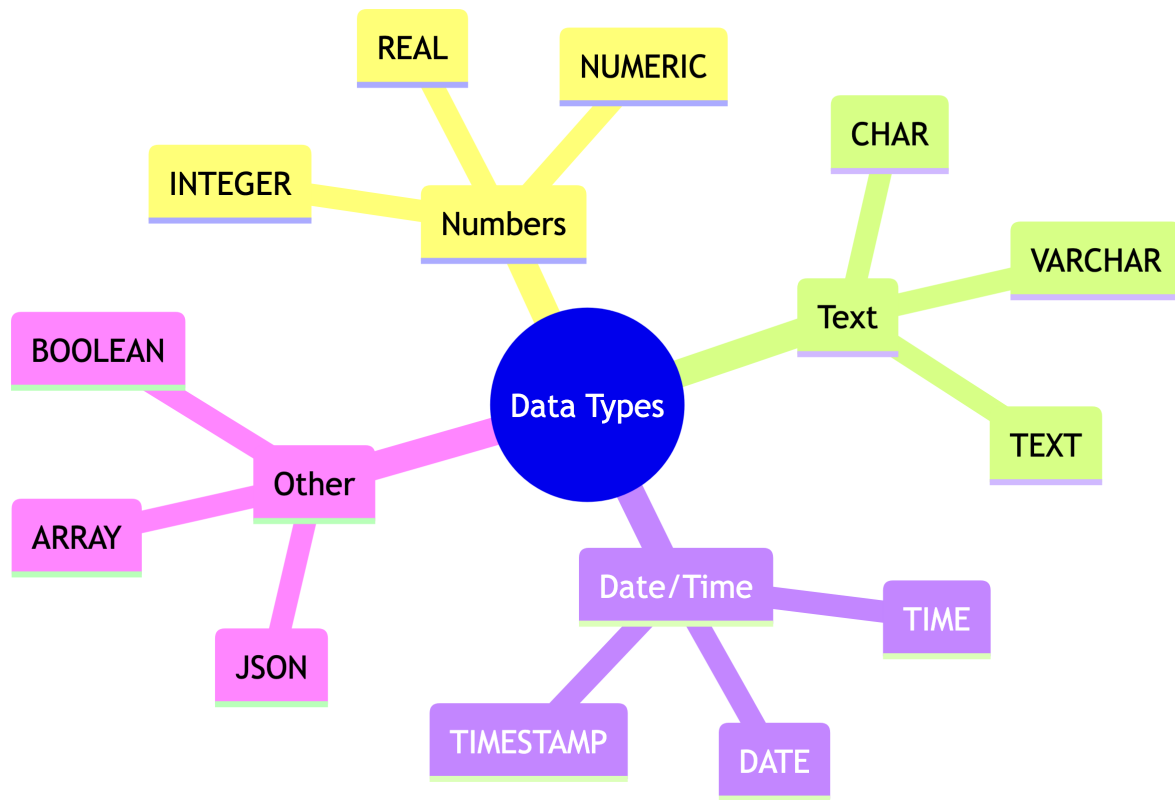 REAL
NUMERIC
CHAR
INTEGER
Numbers
VARCHAR
Text
BOOLEAN
Data Types
TEXT
Other
ARRAY
Date/Time
TIME
JSON
TIMESTAMP
DATE